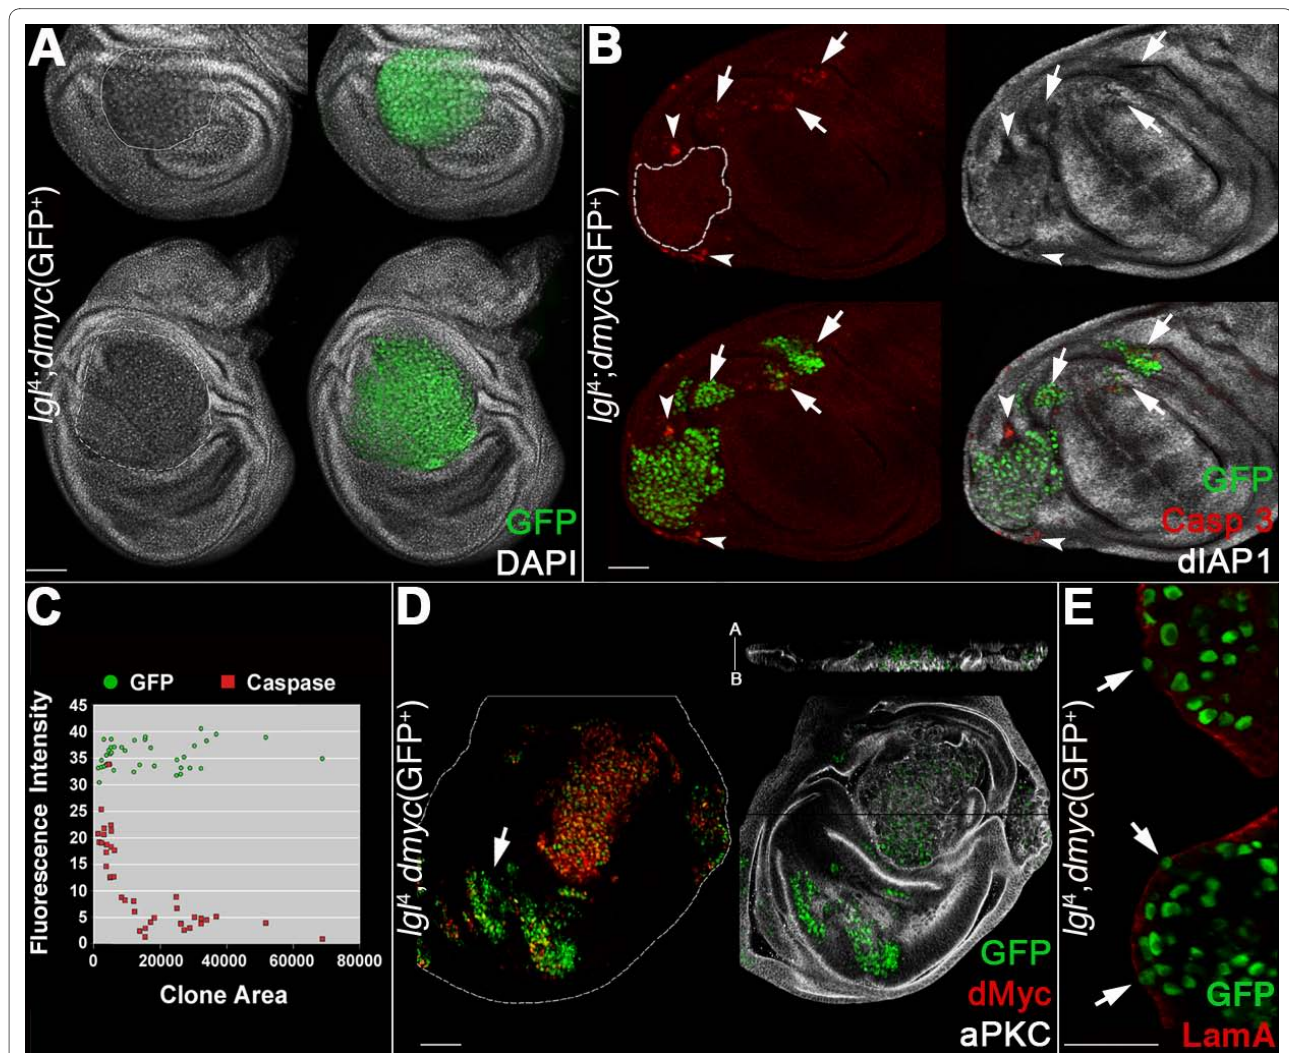 A
lgl⁴;dmyc(GFP⁺)
GFP
DAPI
B
lgl⁴;dmyc(GFP⁺)
GFP
Casp 3
dIAP1
C
GFP Caspase
Fluorescence Intensity
45
40
35
30
25
20
15
10
5
0
0 20000 40000 60000 80000
Clone Area
D
lgl⁴,dmyc(GFP⁺)
A
B
GFP
dMyc
aPKC
E
lgl⁴,dmyc(GFP⁺)
GFP
LamA